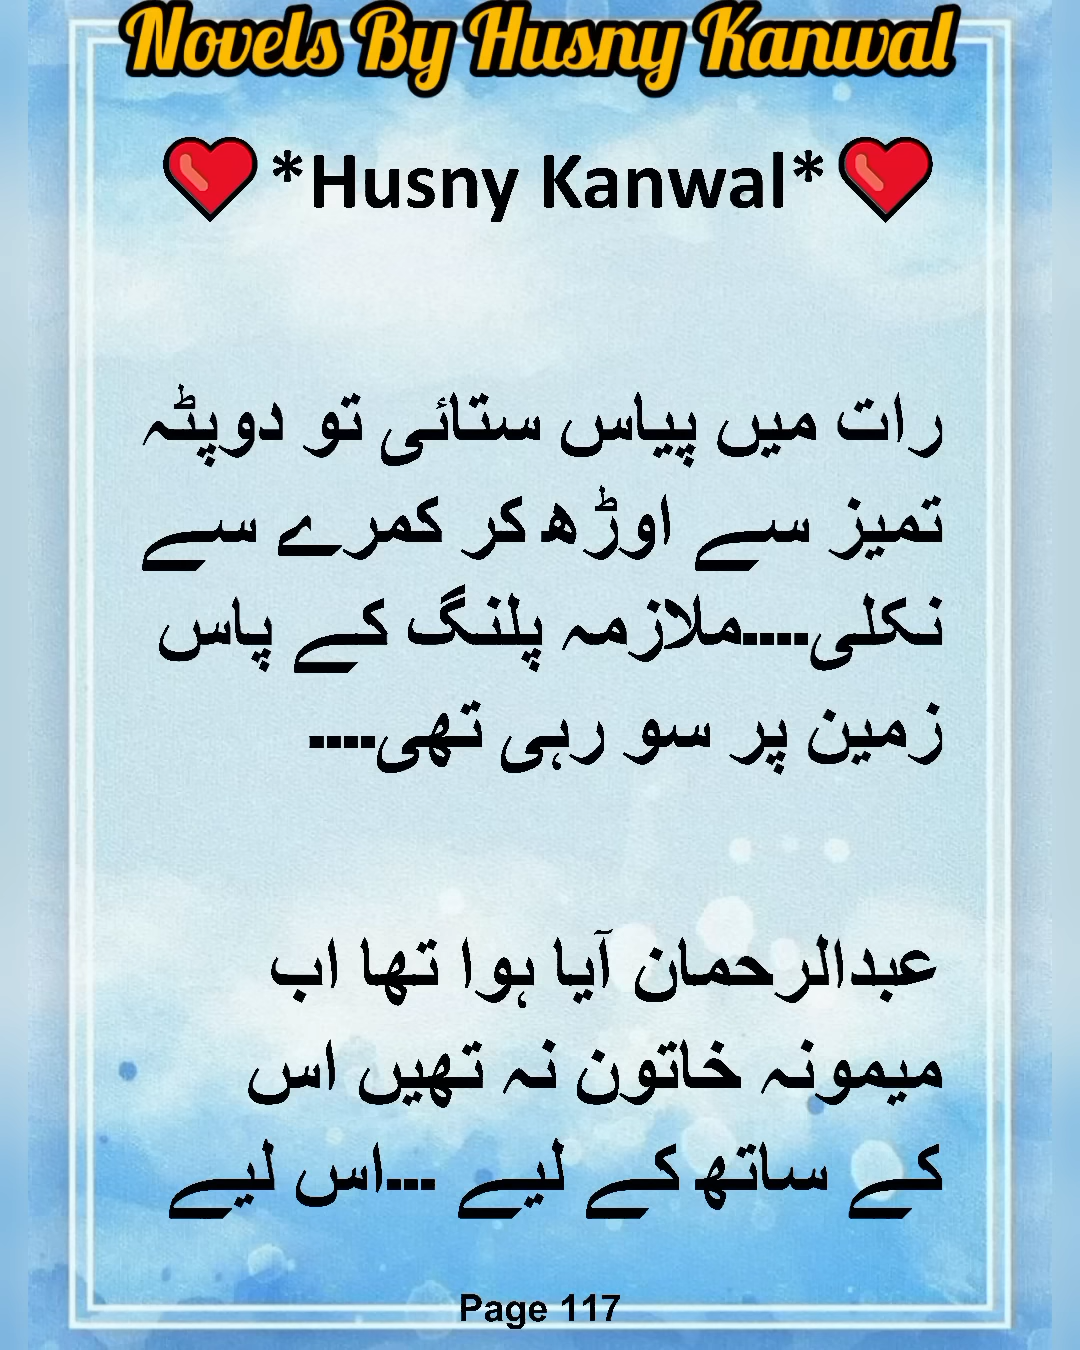 Novels By Husny Kanwal
❤️*Husny Kanwal*❤️
رات میں پیاس ستائی تو دوپٹہ
تمیز سے اوڑھ کر کمرے سے
نکلی....ملازمہ پلنگ کے پاس
زمین پر سو رہی تھی....
عبدالرحمان آیا ہوا تھا اب
میمونہ خاتون نہ تھیں اس
کے ساتھ کے لیے ...اس لیے
Page 117